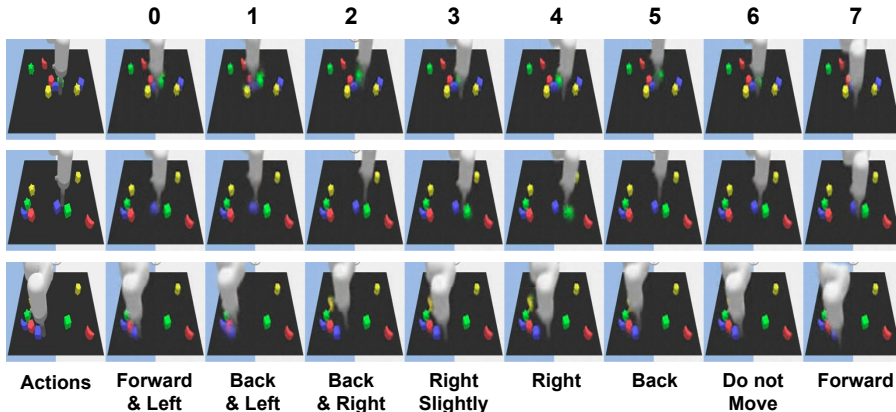 0 1 2 3 4 5 6 7
Actions Forward Back Back Right Right Back Do not Forward
& Left & Left & Right Slightly Move